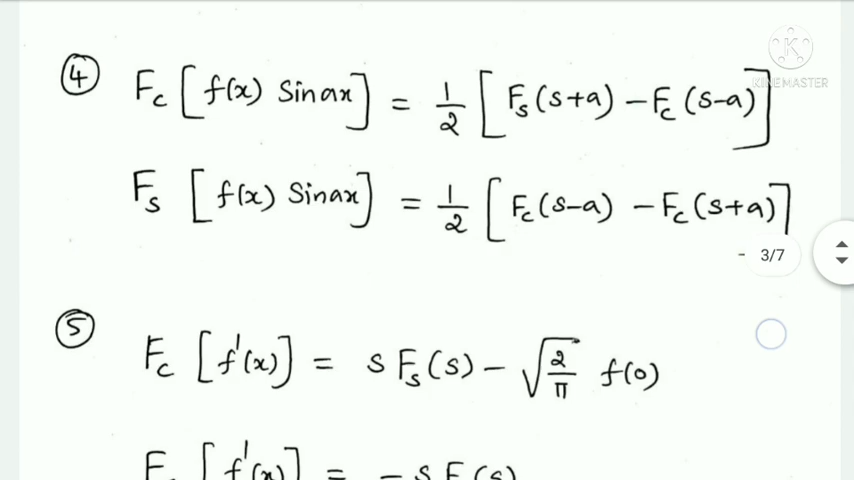 KINEMASTER
④ Fc [f(x) Sinax] = 1/2 [Fs(s+a) - Fc(s-a)]
Fs [f(x) Sinax] = 1/2 [Fc(s-a) - Fc(s+a)]
- 3/7
⑤ Fc [f'(x)] = s Fs(s) - √(2/π) f(0)
[f'(x)] = - s F (s)